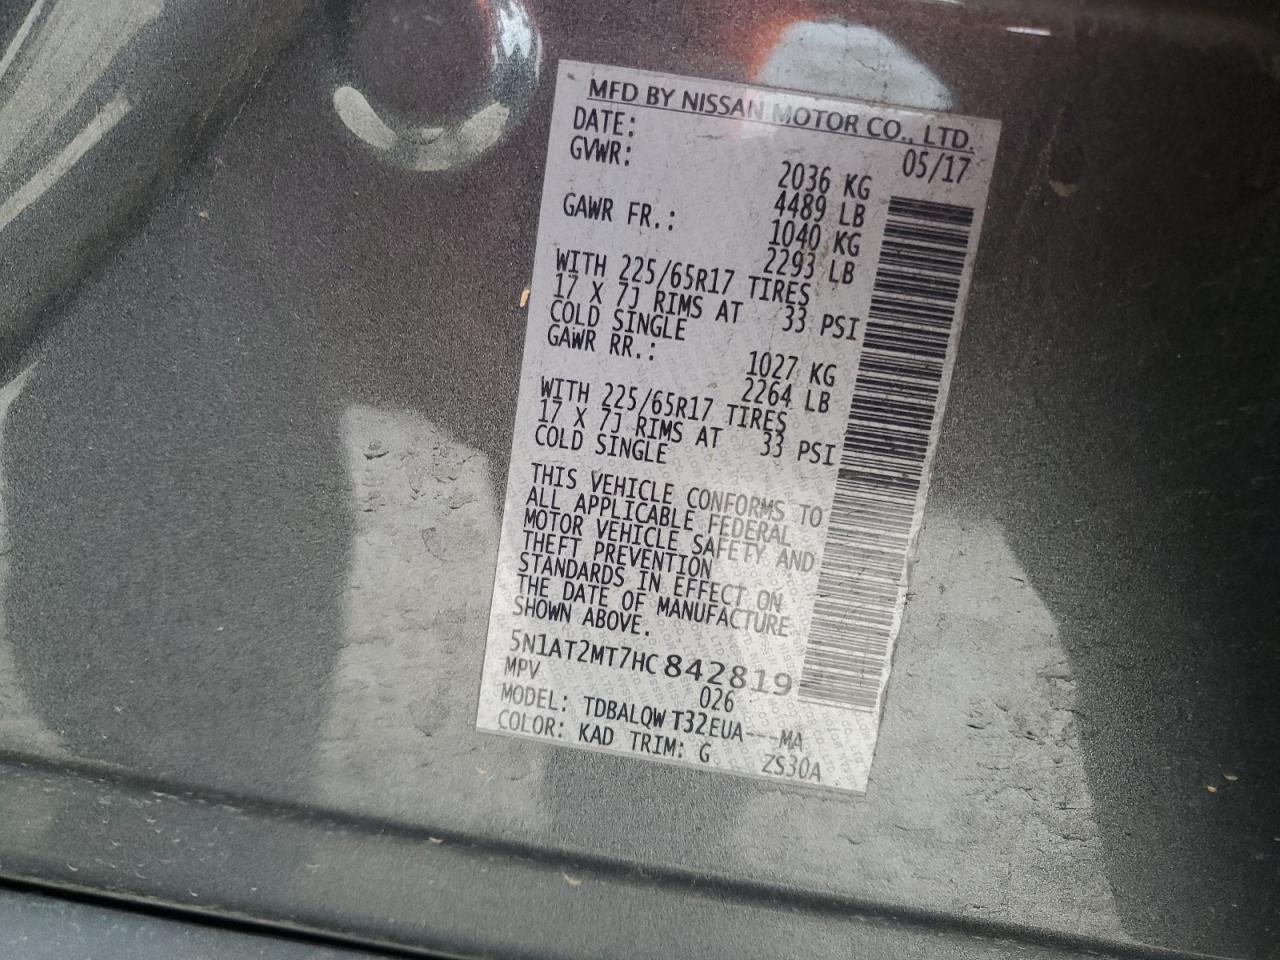 MFD BY NISSAN MOTOR CO., LTD.
DATE: 05/17
GVWR: 2036 KG
4489 LB
GAWR FR.: 1040 KG
2293 LB
WITH 225/65R17 TIRES
17 X 7J RIMS AT 33 PSI
COLD SINGLE
GAWR RR.: 1027 KG
2264 LB
WITH 225/65R17 TIRES
17 X 7J RIMS AT 33 PSI
COLD SINGLE
THIS VEHICLE CONFORMS TO
ALL APPLICABLE FEDERAL
MOTOR VEHICLE SAFETY AND
THEFT PREVENTION
STANDARDS IN EFFECT ON
THE DATE OF MANUFACTURE
SHOWN ABOVE.
5N1AT2MT7HC842819
MPV 026
MODEL: TDBALQWT32EUA---MA
COLOR: KAD TRIM: G ZS30A